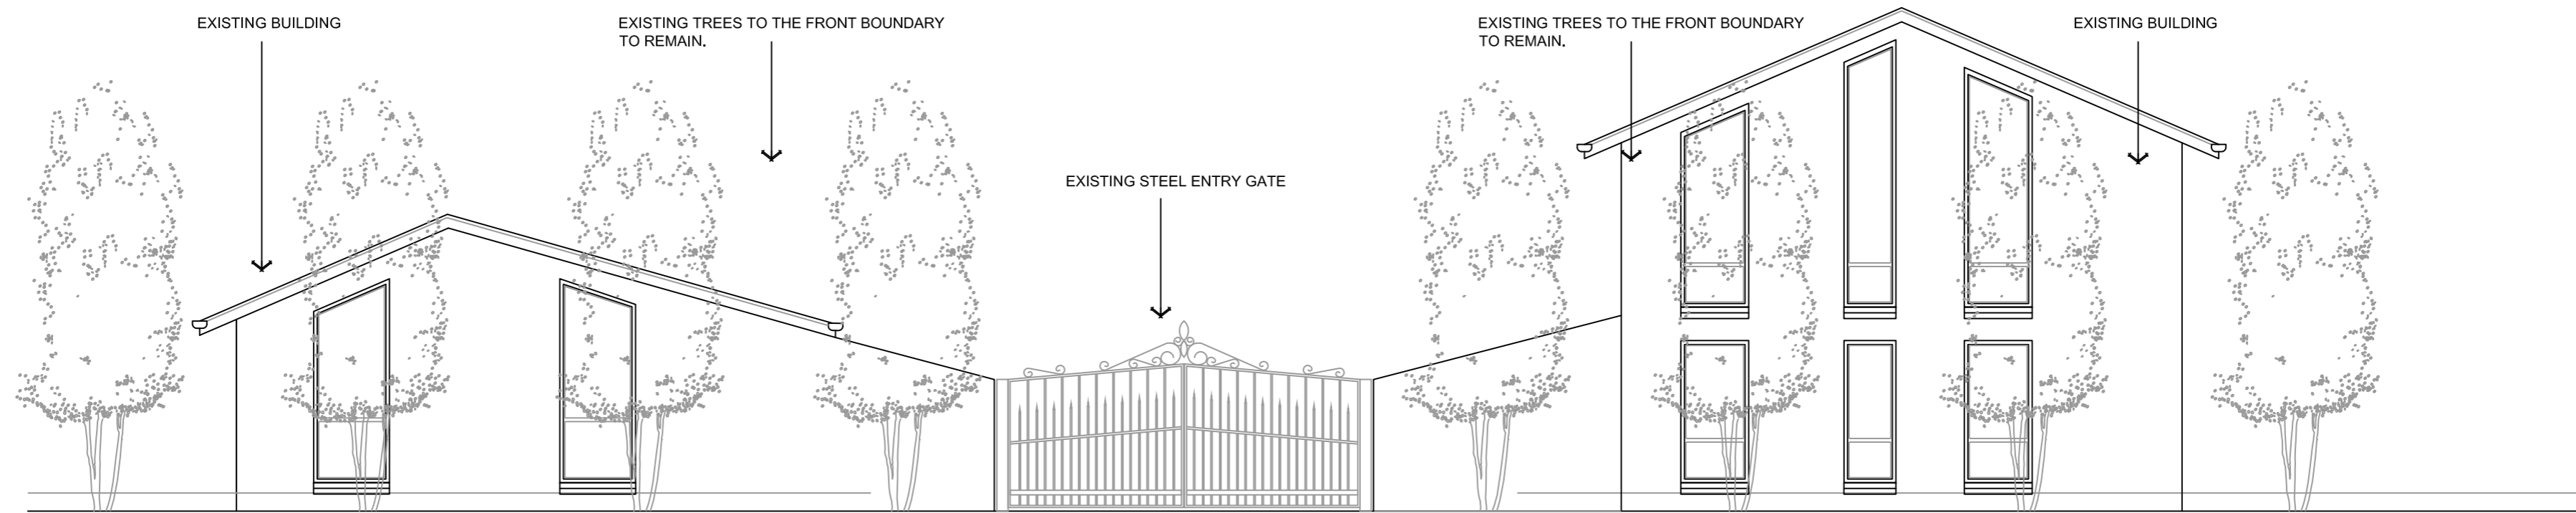 EXISTING BUILDING
EXISTING TREES TO THE FRONT BOUNDARY
TO REMAIN.
EXISTING STEEL ENTRY GATE
EXISTING TREES TO THE FRONT BOUNDARY
TO REMAIN.
EXISTING BUILDING